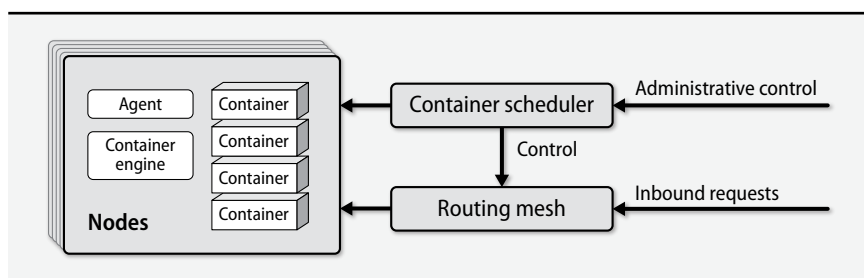 Agent
Container
engine
Container
Container
Container
Container
Nodes
Container scheduler
Administrative control
Control
Routing mesh
Inbound requests